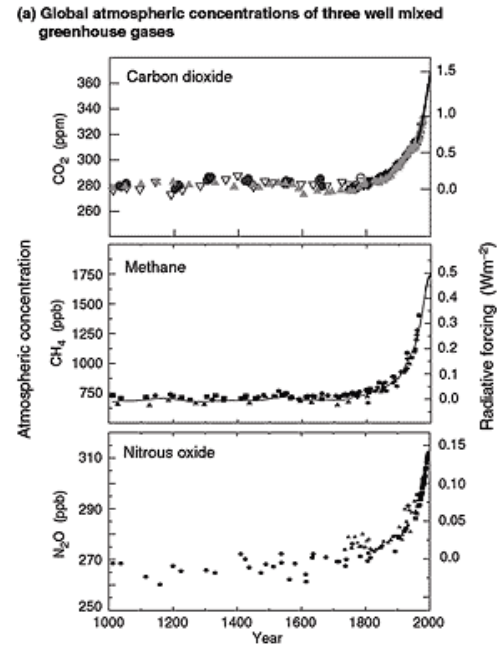 (a) Global atmospheric concentrations of three well mixed
greenhouse gases
Carbon dioxide
CO₂ (ppm)
360
340
320
300
280
260
1.5
1.0
0.5
0.0
Atmospheric concentration
Methane
CH₄ (ppb)
1750
1500
1250
1000
750
0.5
0.4
0.3
0.2
0.1
0.0
Radiative forcing (Wm⁻²)
Nitrous oxide
N₂O (ppb)
310
290
270
250
0.15
0.10
0.05
0.0
1000 1200 1400 1600 1800 2000
Year